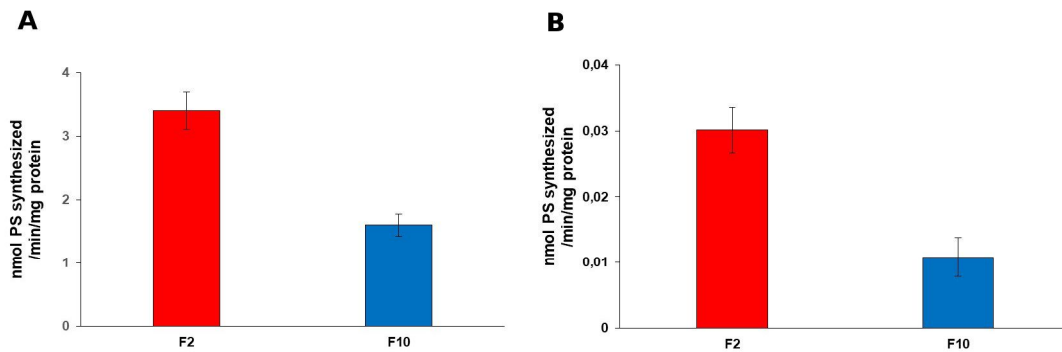 A
nmol PS synthesized
/min/mg protein
4
3
2
1
0
F2
F10
B
nmol PS synthesized
/min/mg protein
0,04
0,03
0,02
0,01
0
F2
F10